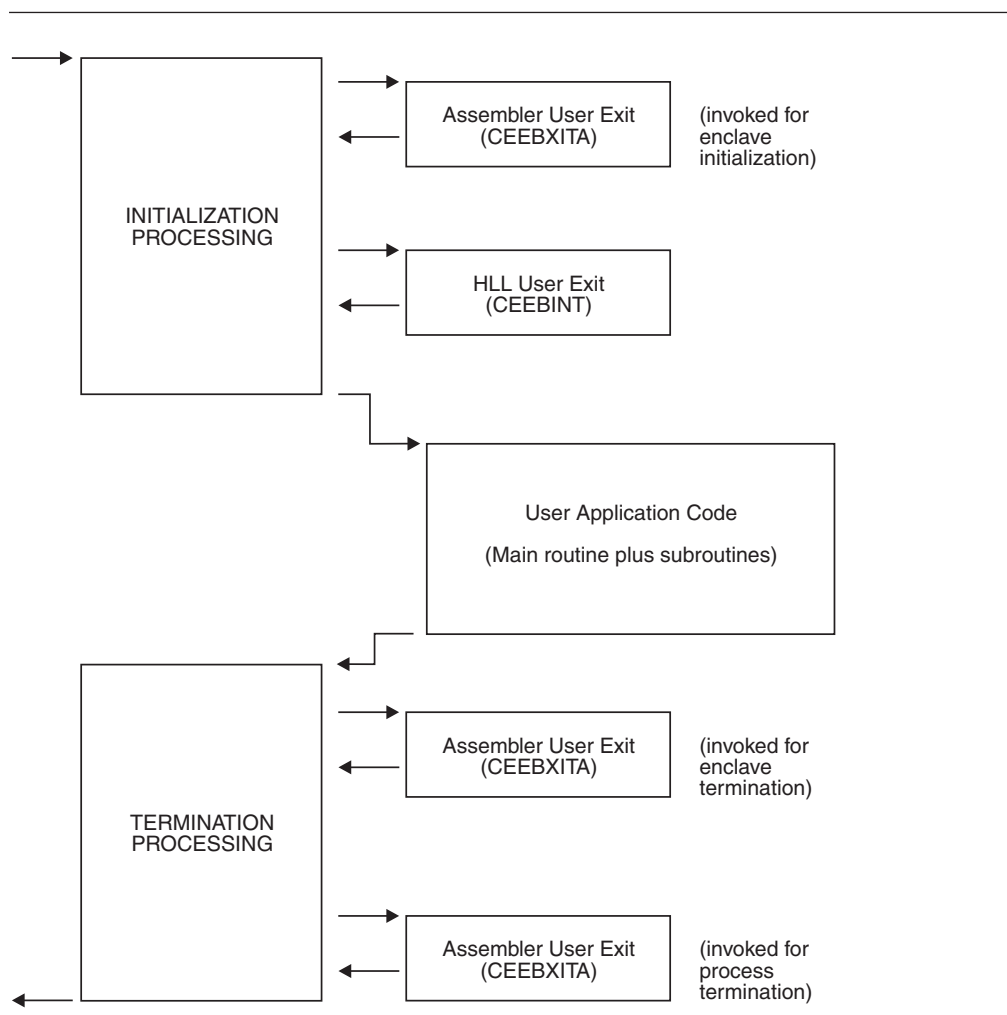 Assembler User Exit
(CEEBXITA)
(invoked for
enclave
initialization)
INITIALIZATION
PROCESSING
HLL User Exit
(CEEBINT)
User Application Code
(Main routine plus subroutines)
Assembler User Exit
(CEEBXITA)
(invoked for
enclave
termination)
TERMINATION
PROCESSING
Assembler User Exit
(CEEBXITA)
(invoked for
process
termination)